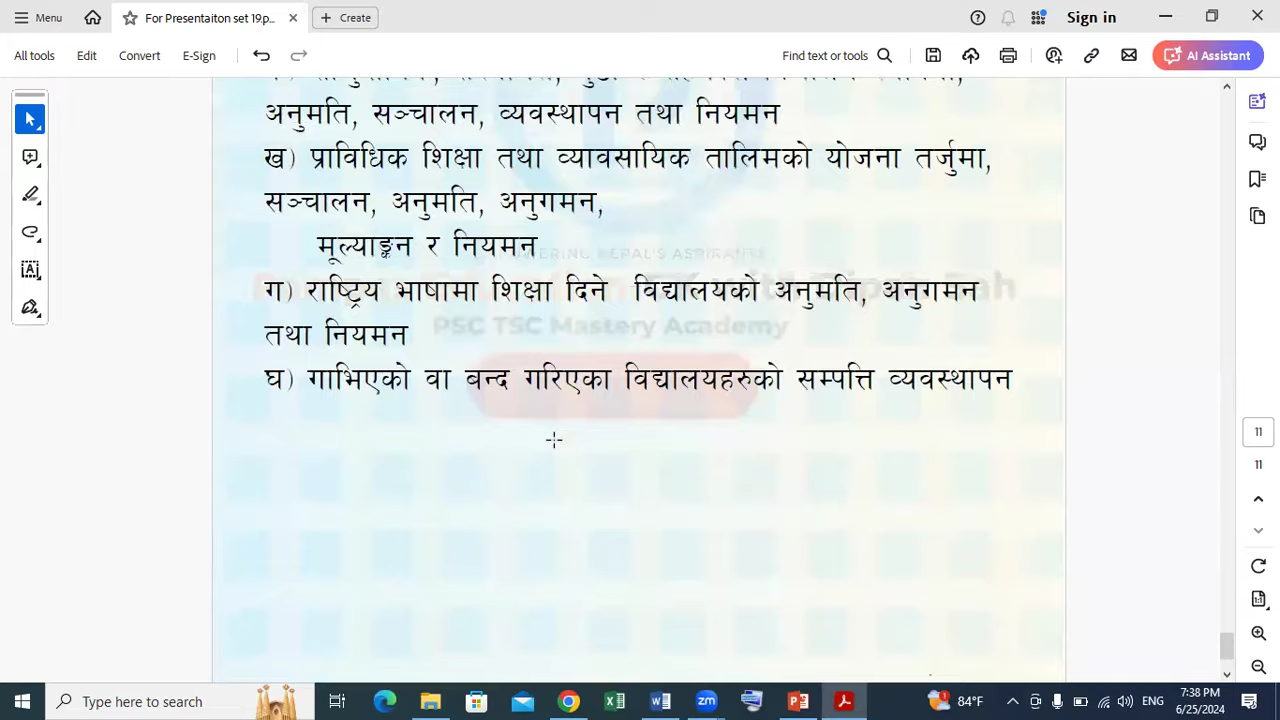 Menu
For Presentaiton set 19.p...
Create
Sign in
All tools
Edit
Convert
E-Sign
Find text or tools
AI Assistant
अनुमति, सञ्चालन, व्यवस्थापन तथा नियमन
ख) प्राविधिक शिक्षा तथा व्यावसायिक तालिमको योजना तर्जुमा,
सञ्चालन, अनुमति, अनुगमन,
मूल्याङ्कन र नियमन
ग) राष्ट्रिय भाषामा शिक्षा दिने विद्यालयको अनुमति, अनुगमन
तथा नियमन
घ) गाभिएको वा बन्द गरिएका विद्यालयहरुको सम्पत्ति व्यवस्थापन
PSC TSC Mastery Academy
11
11
Type here to search
84°F
ENG
7:38 PM
6/25/2024